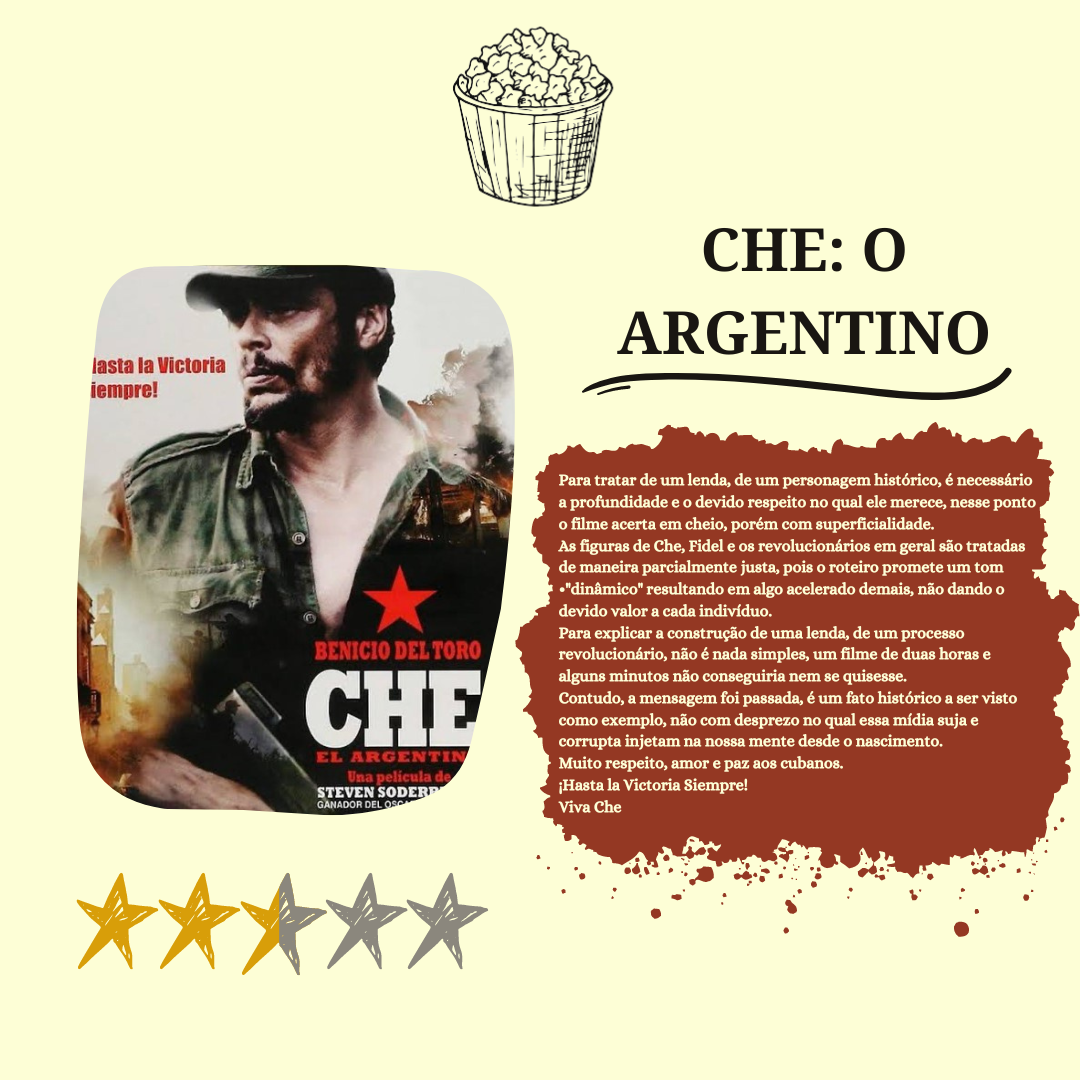 CHE: O
ARGENTINO
asta la Victoria
iempre!
BENICIO DEL TORO
CHE
EL ARGENTIN
Una película de
STEVEN SODERB
GANADOR DEL OSCA
Para tratar de um lenda, de um personagem histórico, é necessário
a profundidade e o devido respeito no qual ele merece, nesse ponto
o filme acerta em cheio, porém com superficialidade.
As figuras de Che, Fidel e os revolucionários em geral são tratadas
de maneira parcialmente justa, pois o roteiro promete um tom
•"dinâmico" resultando em algo acelerado demais, não dando o
devido valor a cada indivíduo.
Para explicar a construção de uma lenda, de um processo
revolucionário, não é nada simples, um filme de duas horas e
alguns minutos não conseguiria nem se quisesse.
Contudo, a mensagem foi passada, é um fato histórico a ser visto
como exemplo, não com desprezo no qual essa mídia suja e
corrupta injetam na nossa mente desde o nascimento.
Muito respeito, amor e paz aos cubanos.
¡Hasta la Victoria Siempre!
Viva Che